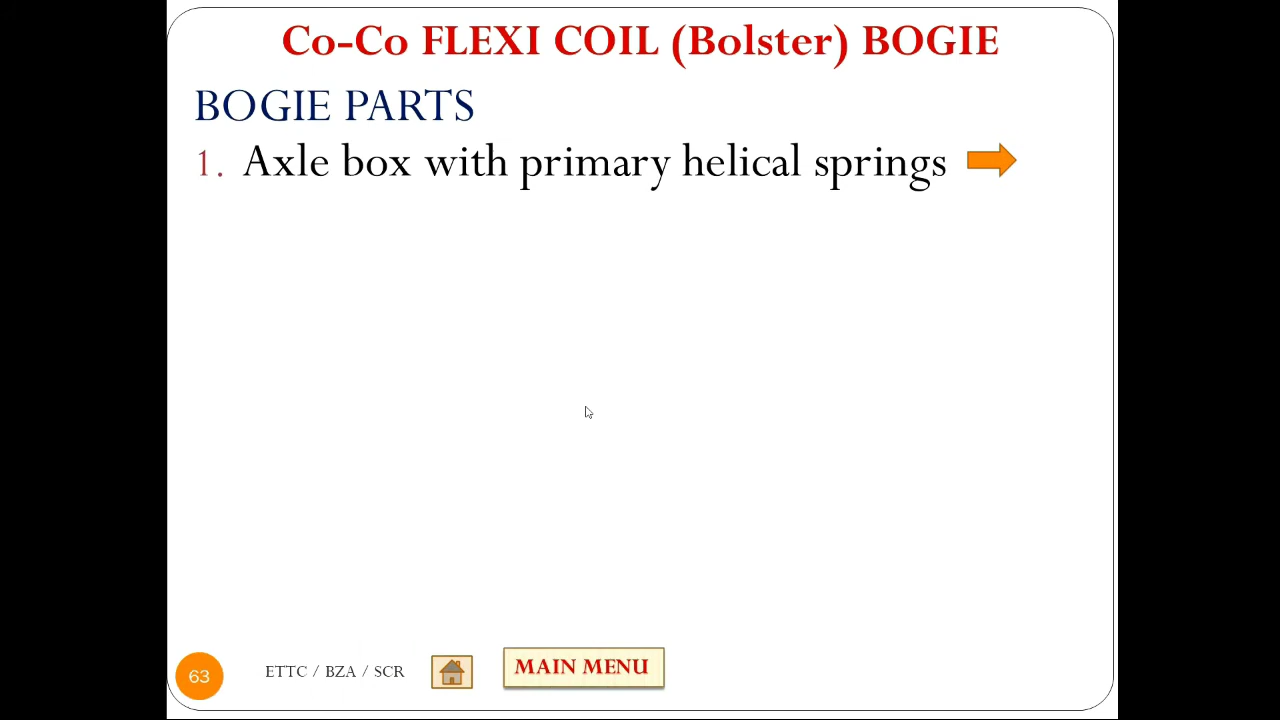 Co-Co FLEXI COIL (Bolster) BOGIE
BOGIE PARTS
1. Axle box with primary helical springs
63 ETTC / BZA / SCR MAIN MENU